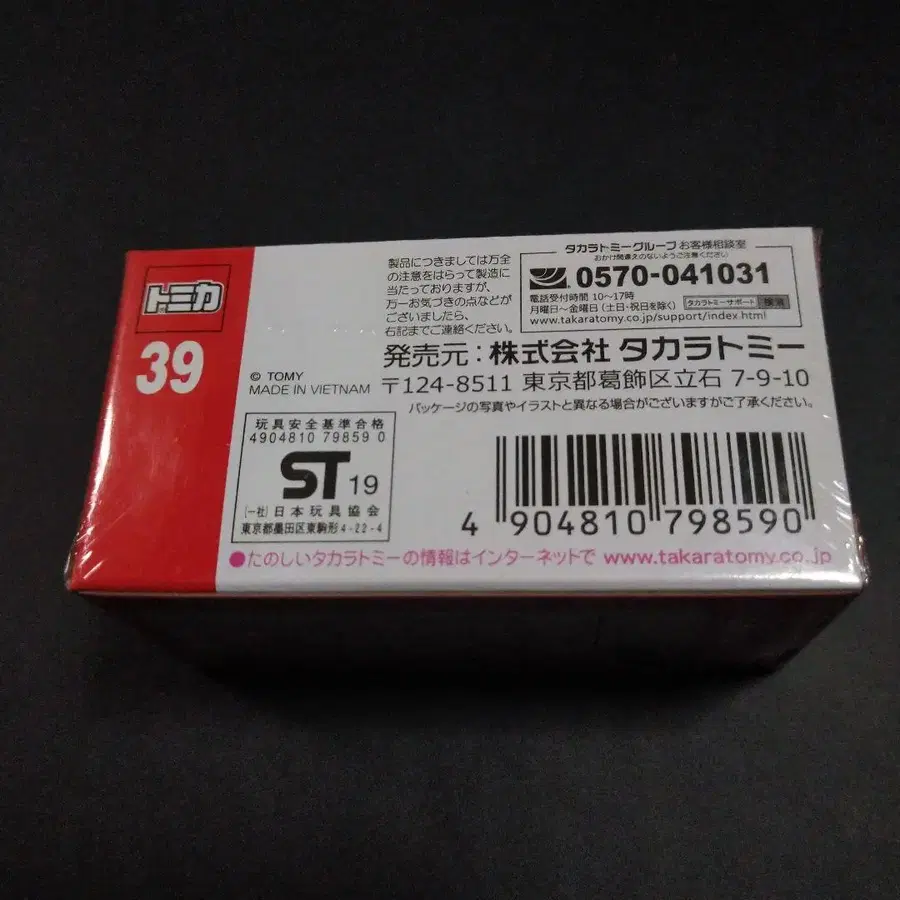 トミカ
39
製品につきましては万全
の注意をはらって製造に
当たっておりますが、
万一お気づきの点などが
ございましたら、
右記までご連絡ください。
タカラトミーグループ お客様相談室
おかけ間違えのないようご注意ください
0570-041031
電話受付時間 10〜17時
月曜日〜金曜日（土・祝日を除く）
タカラトミーサポート 検索
www.takaratomy.co.jp/support/index.html
発売元：株式会社 タカラトミー
〒124-8511 東京都葛飾区立石 7-9-10
パッケージの写真やイラストと異なる場合がございますがご了承ください。
© TOMY
MADE IN VIETNAM
玩具安全基準合格
4904810 79859 0
ST 19
(一社)日本玩具協会
東京都墨田区東駒形4-22-4
4 904810 798590
●たのしいタカラトミーの情報はインターネットで www.takaratomy.co.jp